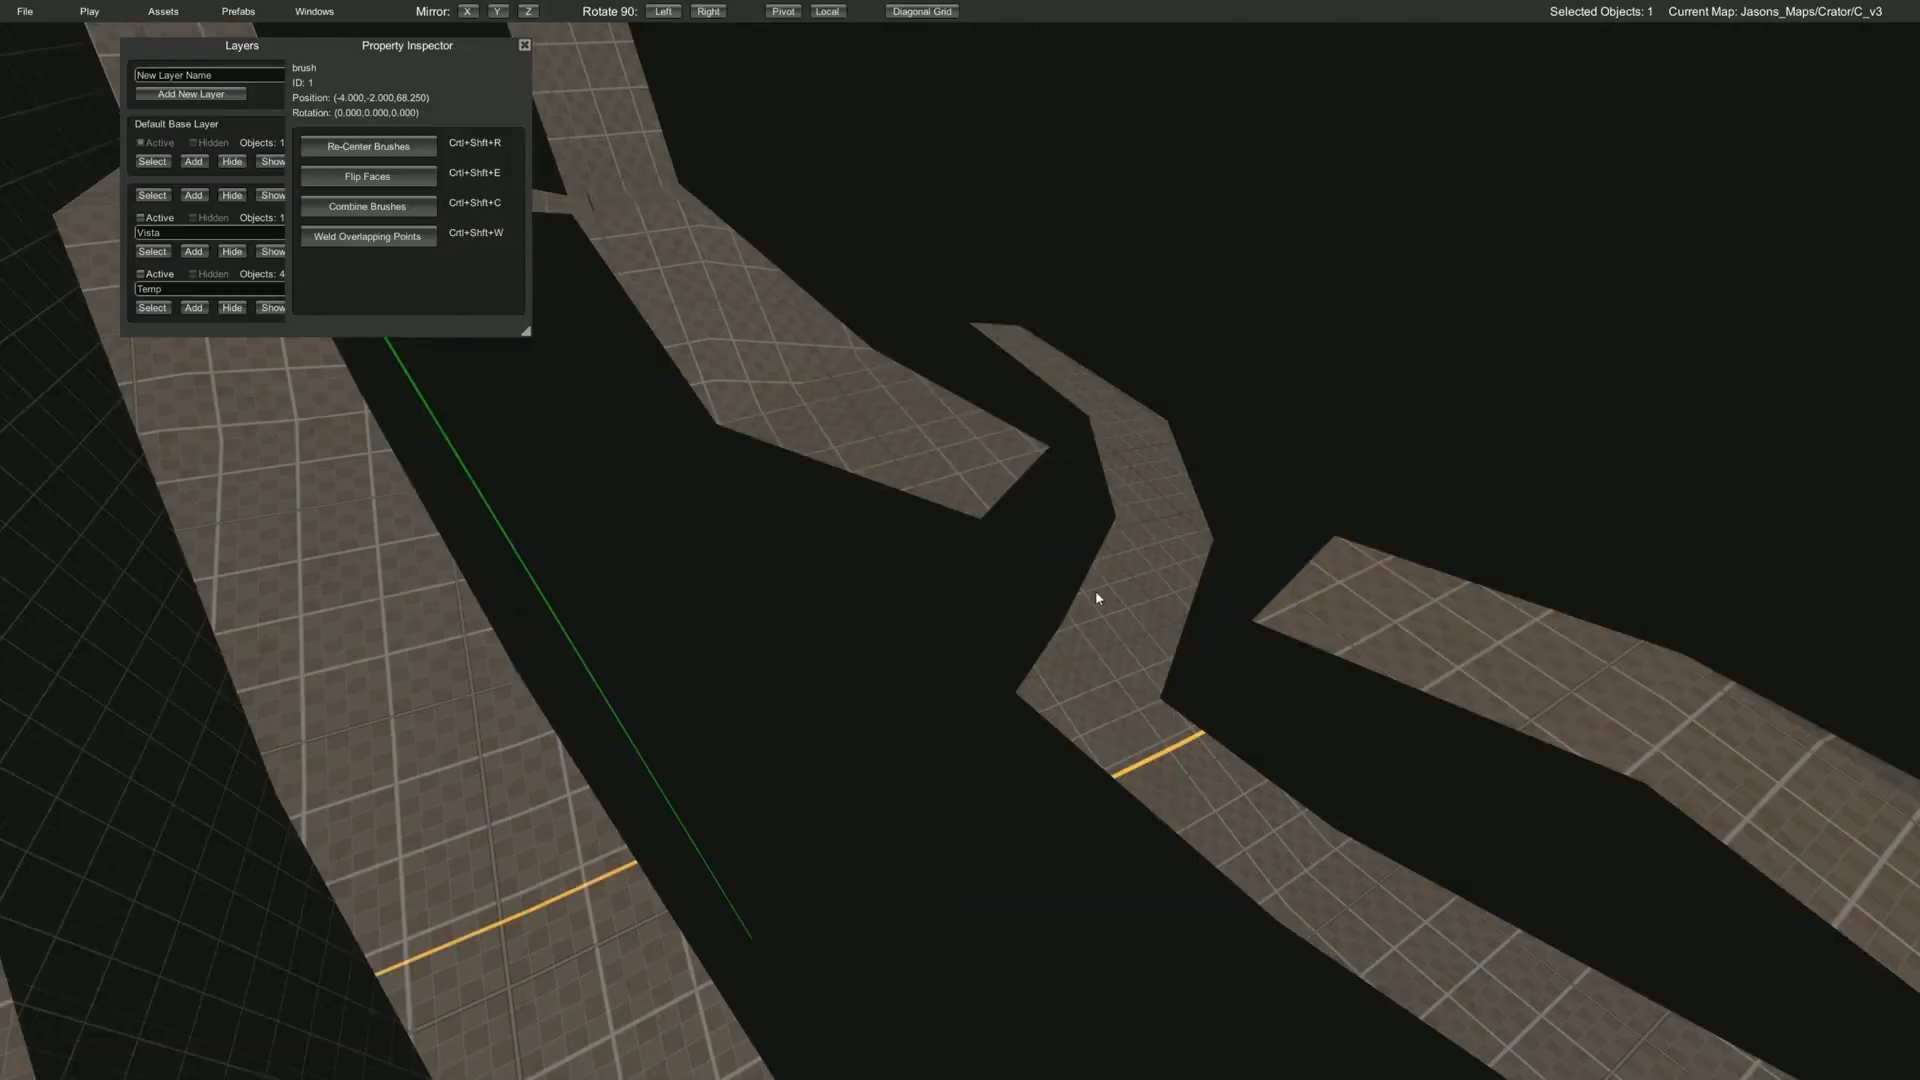 File Play Assets Prefabs Windows Mirror: X Y Z Rotate 90: Left Right Pivot Local Diagonal Grid Selected Objects: 1 Current Map: Jasons_Maps/Crator/C_v3
Layers
New Layer Name
Add New Layer
Default Base Layer
Active Hidden Objects: 1
Select Add Hide Show
Select Add Hide Show
Active Hidden Objects: 1
Vista
Select Add Hide Show
Active Hidden Objects: 4
Temp
Select Add Hide Show
Property Inspector
brush
ID: 1
Position: (-4.000,-2.000,68.250)
Rotation: (0.000,0.000,0.000)
Re-Center Brushes Crtl+Shft+R
Flip Faces Crtl+Shft+E
Combine Brushes Crtl+Shft+C
Weld Overlapping Points Crtl+Shft+W